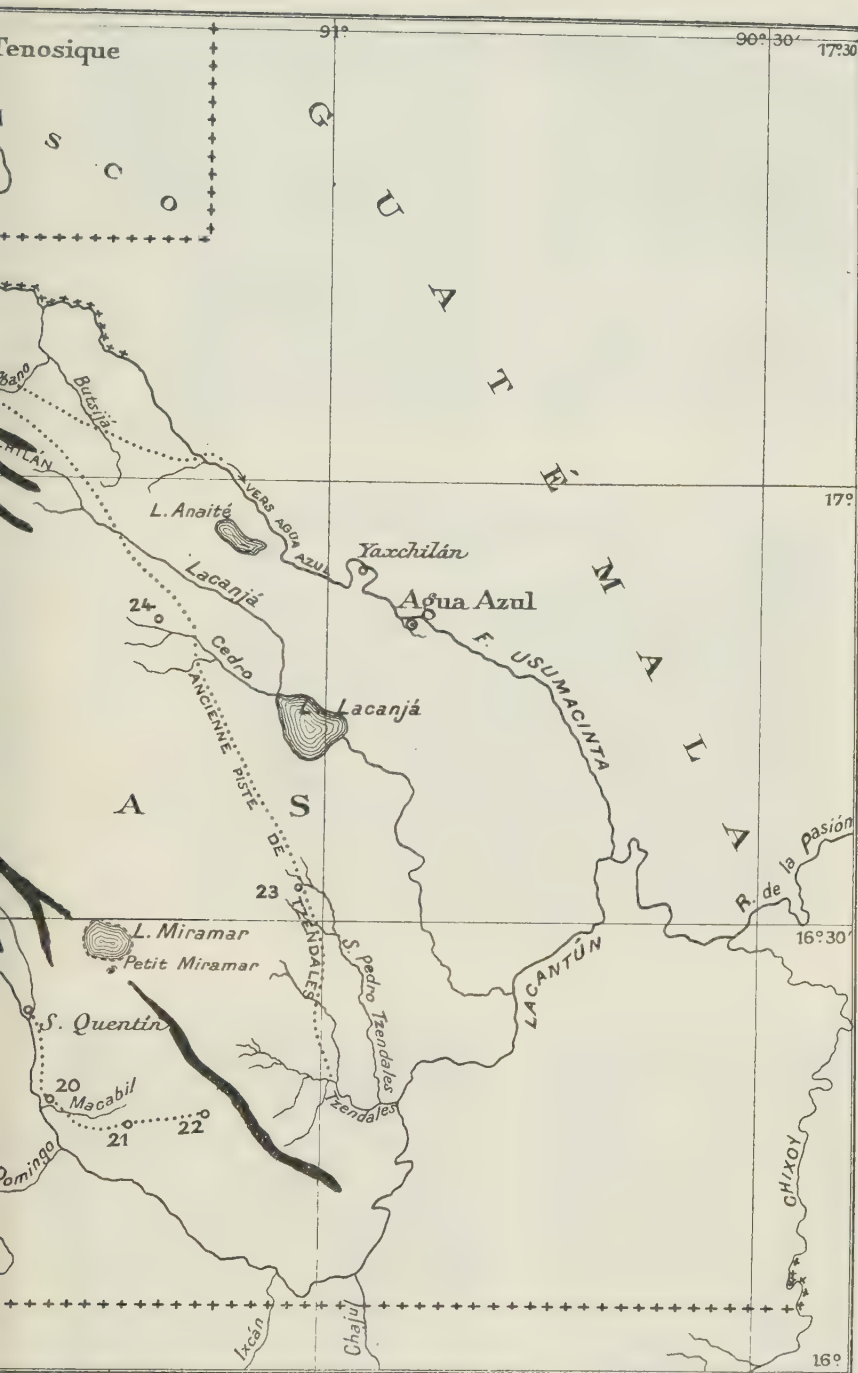 91°
90° 30′
17°30
Tenosique
S C O
GUATÉMALA
Butsijá
17°
VERS AGUA AZUL
L. Anaité
Yaxchilán
Lacanjá
Agua Azul
24
Cedro
F. USUMACINTA
L. Lacanjá
ANCIENNE PISTE DE TZENDALES
A S
R. de la Pasión
23
16°30′
L. Miramar
Petit Miramar
S. Pedro Tzendales
LACANTÚN
S. Quentín
20
Macabil
Tzendales
21
22
CHIXOY
Domingo
Ixcán
Chajul
16°